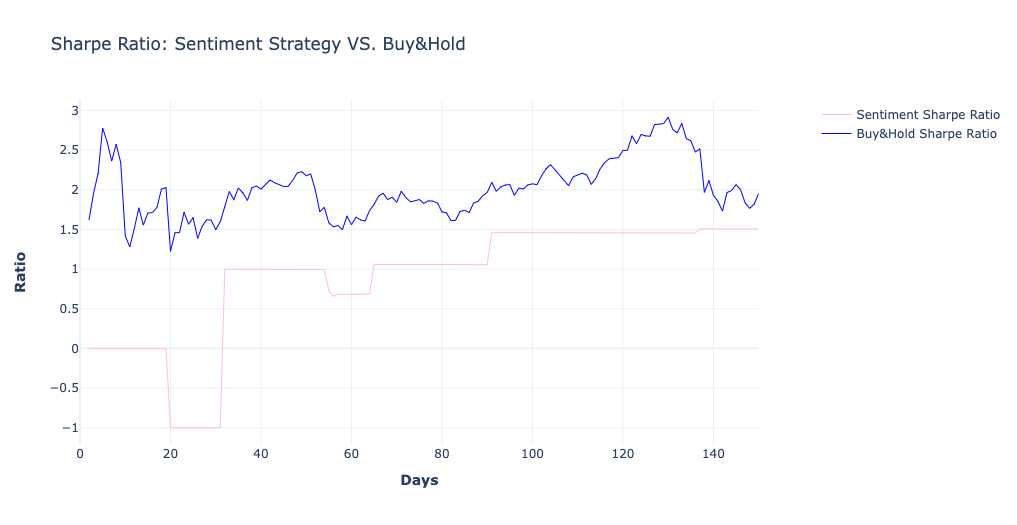 Sharpe Ratio: Sentiment Strategy VS. Buy&Hold
Sentiment Sharpe Ratio
Buy&Hold Sharpe Ratio
Ratio
3
2.5
2
1.5
1
0.5
0
−0.5
−1
0 20 40 60 80 100 120 140
Days